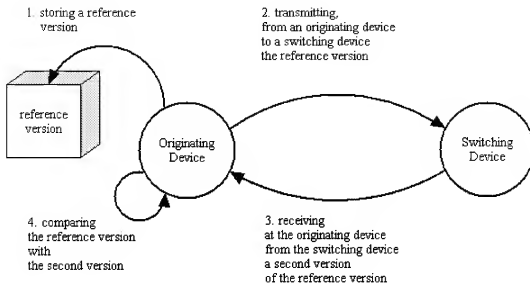 1. storing a reference
version
2. transmitting,
from an originating device
to a switching device
the reference version
reference
version
Originating
Device
Switching
Device
4. comparing
the reference version
with
the second version
3. receiving
at the originating device
from the switching device
a second version
of the reference version